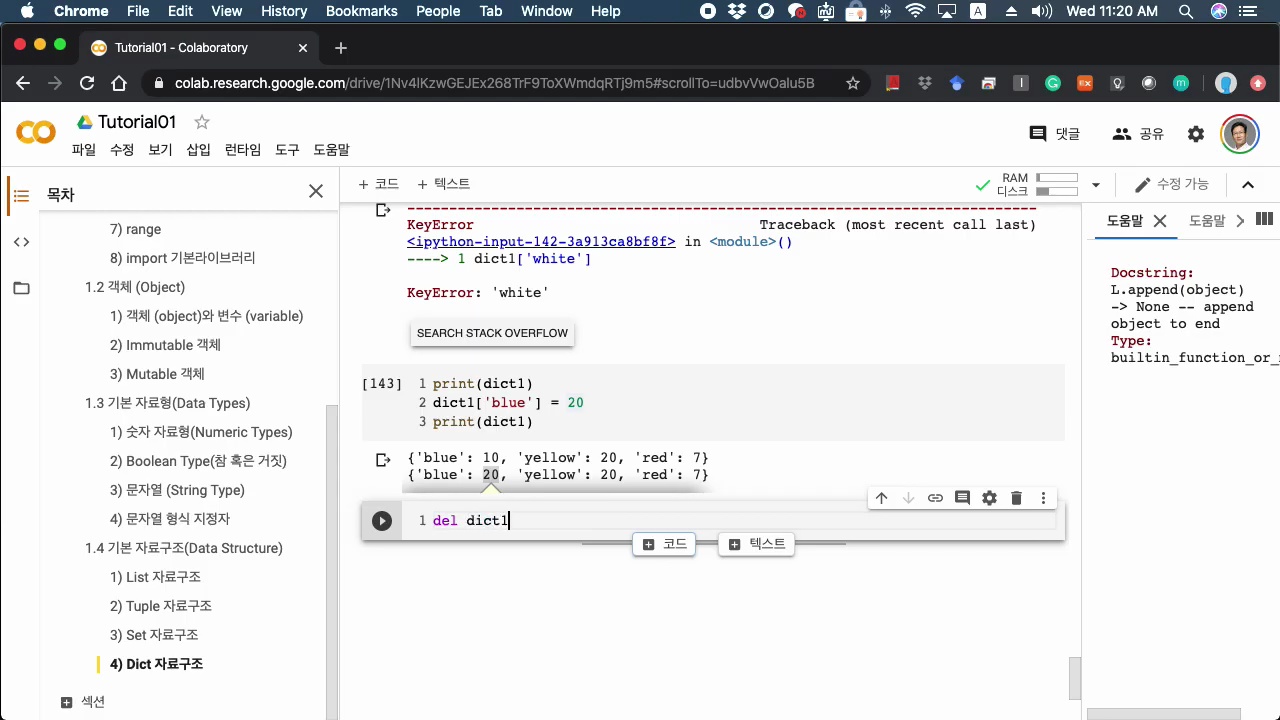 Chrome File Edit View History Bookmarks People Tab Window Help
Wed 11:20 AM
Tutorial01 - Colaboratory
colab.research.google.com/drive/1Nv4lKzwGEJEx268TrF9ToXWmdqRTj9m5#scrollTo=udbvVwOaIu5B
Tutorial01
댓글 공유
파일 수정 보기 삽입 런타임 도구 도움말
목차
+ 코드 + 텍스트
RAM
디스크
수정 가능
7) range
8) import 기본라이브러리
1.2 객체 (Object)
1) 객체 (object)와 변수 (variable)
2) Immutable 객체
3) Mutable 객체
1.3 기본 자료형(Data Types)
1) 숫자 자료형(Numeric Types)
2) Boolean Type(참 혹은 거짓)
3) 문자열 (String Type)
4) 문자열 형식 지정자
1.4 기본 자료구조(Data Structure)
1) List 자료구조
2) Tuple 자료구조
3) Set 자료구조
4) Dict 자료구조
섹션
KeyError Traceback (most recent call last)
<ipython-input-142-3a913ca8bf8f> in <module>()
----> 1 dict1['white']
KeyError: 'white'
SEARCH STACK OVERFLOW
[143] 1 print(dict1)
2 dict1['blue'] = 20
3 print(dict1)
{'blue': 10, 'yellow': 20, 'red': 7}
{'blue': 20, 'yellow': 20, 'red': 7}
1 del dict1
코드 텍스트
도움말 도움말
Docstring:
L.append(object)
-> None -- append
object to end
Type:
builtin_function_or_